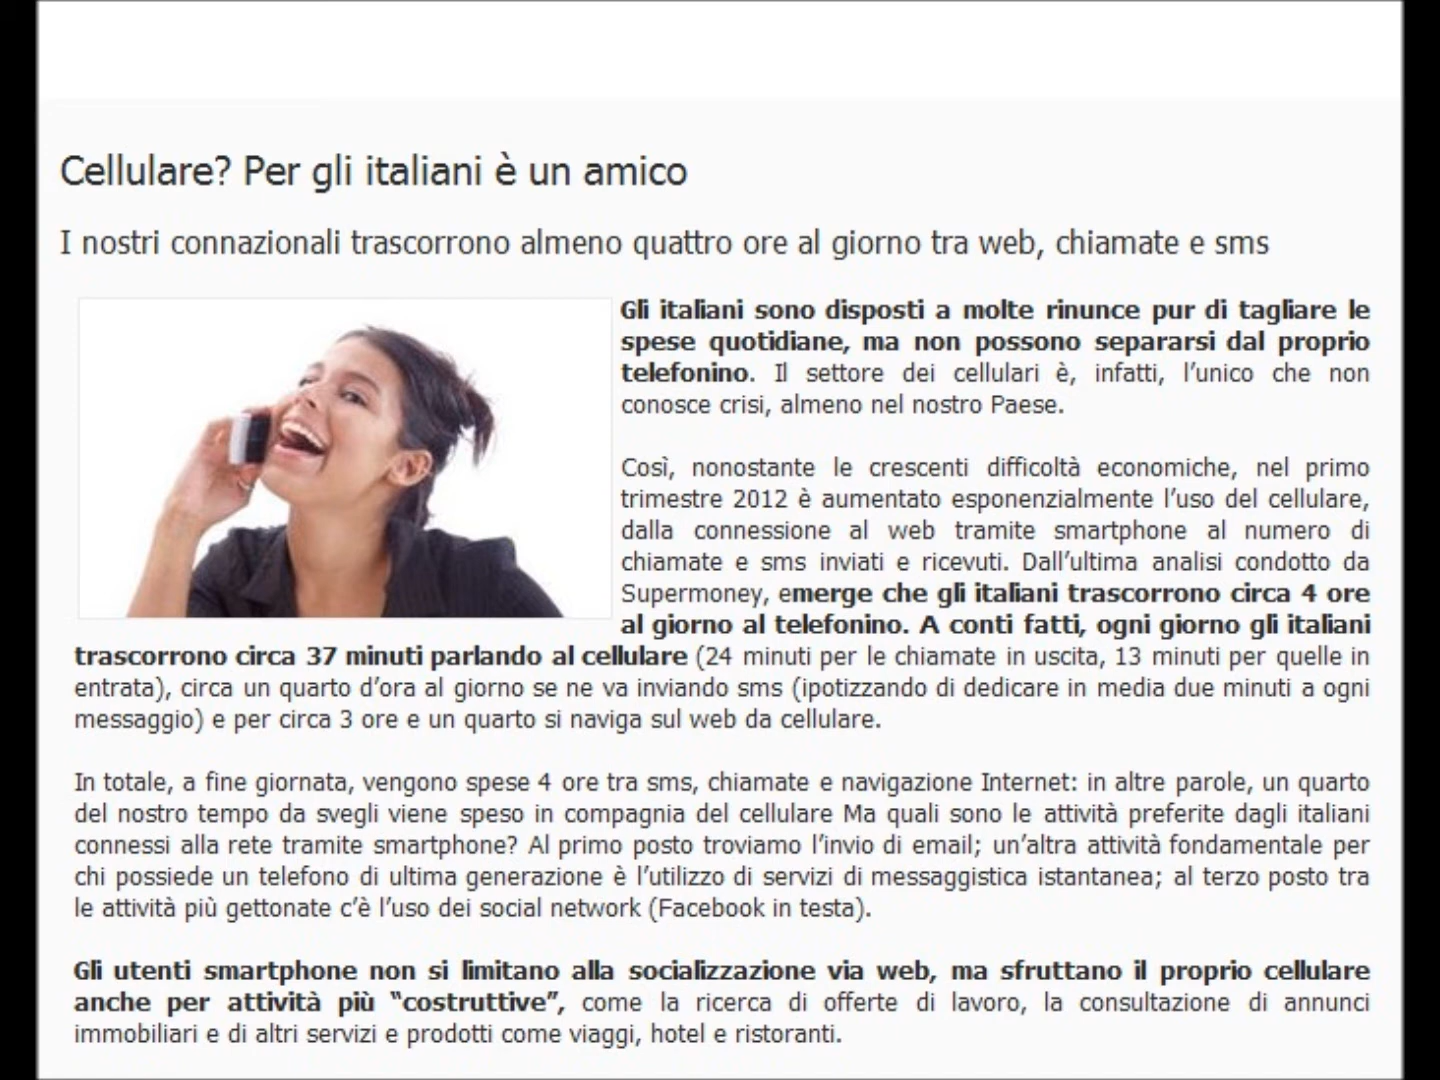 Cellulare? Per gli italiani è un amico
I nostri connazionali trascorrono almeno quattro ore al giorno tra web, chiamate e sms
Gli italiani sono disposti a molte rinunce pur di tagliare le
spese quotidiane, ma non possono separarsi dal proprio
telefonino. Il settore dei cellulari è, infatti, l’unico che non
conosce crisi, almeno nel nostro Paese.
Così, nonostante le crescenti difficoltà economiche, nel primo
trimestre 2012 è aumentato esponenzialmente l’uso del cellulare,
dalla connessione al web tramite smartphone al numero di
chiamate e sms inviati e ricevuti. Dall’ultima analisi condotto da
Supermoney, emerge che gli italiani trascorrono circa 4 ore
al giorno al telefonino. A conti fatti, ogni giorno gli italiani
trascorrono circa 37 minuti parlando al cellulare (24 minuti per le chiamate in uscita, 13 minuti per quelle in
entrata), circa un quarto d’ora al giorno se ne va inviando sms (ipotizzando di dedicare in media due minuti a ogni
messaggio) e per circa 3 ore e un quarto si naviga sul web da cellulare.
In totale, a fine giornata, vengono spese 4 ore tra sms, chiamate e navigazione Internet: in altre parole, un quarto
del nostro tempo da svegli viene speso in compagnia del cellulare Ma quali sono le attività preferite dagli italiani
connessi alla rete tramite smartphone? Al primo posto troviamo l’invio di email; un’altra attività fondamentale per
chi possiede un telefono di ultima generazione è l’utilizzo di servizi di messaggistica istantanea; al terzo posto tra
le attività più gettonate c’è l’uso dei social network (Facebook in testa).
Gli utenti smartphone non si limitano alla socializzazione via web, ma sfruttano il proprio cellulare
anche per attività più “costruttive”, come la ricerca di offerte di lavoro, la consultazione di annunci
immobiliari e di altri servizi e prodotti come viaggi, hotel e ristoranti.